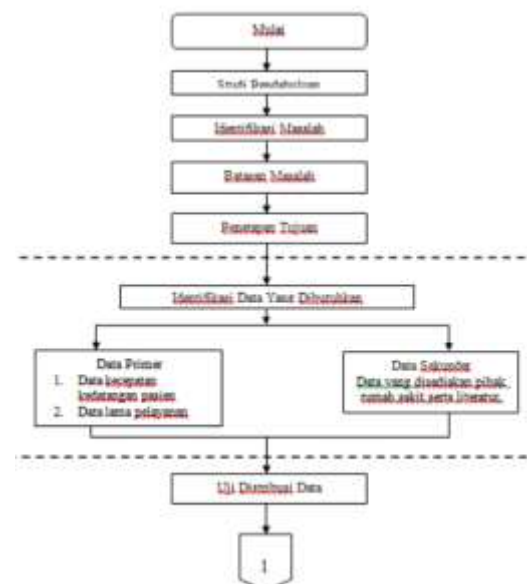 Mulai
Studi Pendahuluan
Identifikasi Masalah
Batasan Masalah
Penetapan Tujuan
Identifikasi Data Yang Dibutuhkan
Data Primer
1. Data kecepatan
kedatangan pasien
2. Data lama pelayanan
Data Sekunder
Data yang disediakan pihak
rumah sakit serta literatur.
Uji Distribusi Data
1